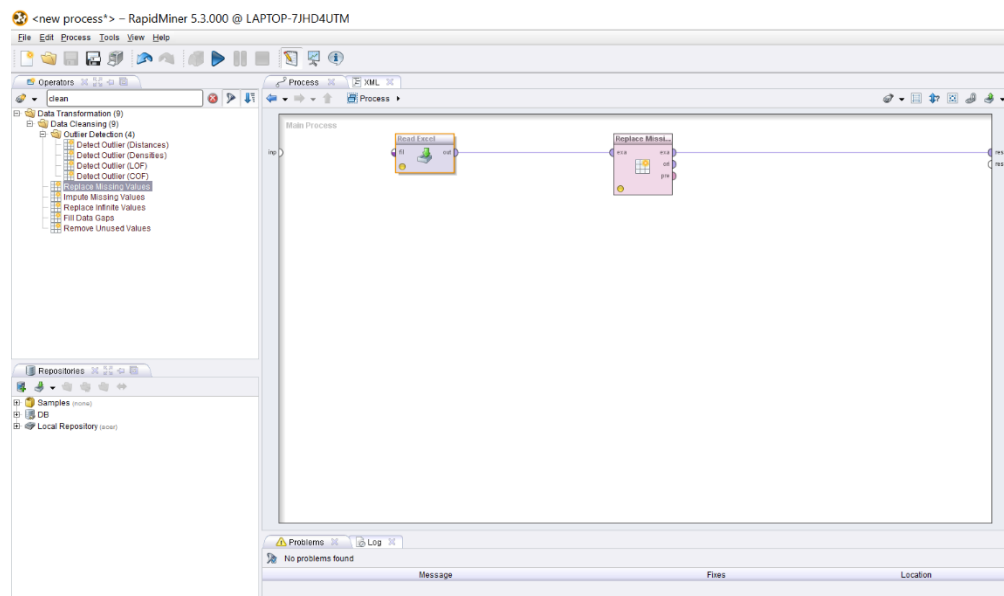 <new process*> – RapidMiner 5.3.000 @ LAPTOP-7JHD4UTM
File Edit Process Tools View Help
Operators
clean
Data Transformation (9)
Data Cleansing (9)
Outlier Detection (4)
Detect Outlier (Distances)
Detect Outlier (Densities)
Detect Outlier (LOF)
Detect Outlier (COF)
Replace Missing Values
Impute Missing Values
Replace Infinite Values
Fill Data Gaps
Remove Unused Values
Repositories
Samples (none)
DB
Local Repository (acer)
Process XML
Process
Main Process
Read Excel Replace Missi...
inp fil out exa exa res
ori res
pre
Problems Log
No problems found
Message Fixes Location